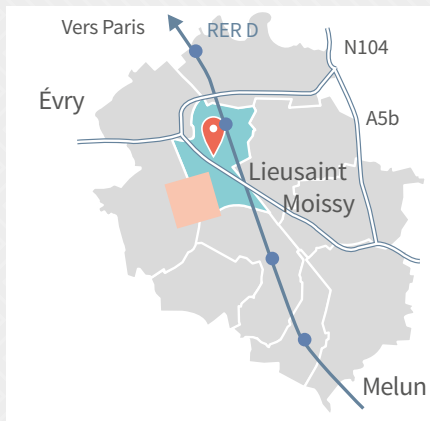 Vers Paris
RER D
N104
Évry
A5b
Lieusaint
Moissy
Melun